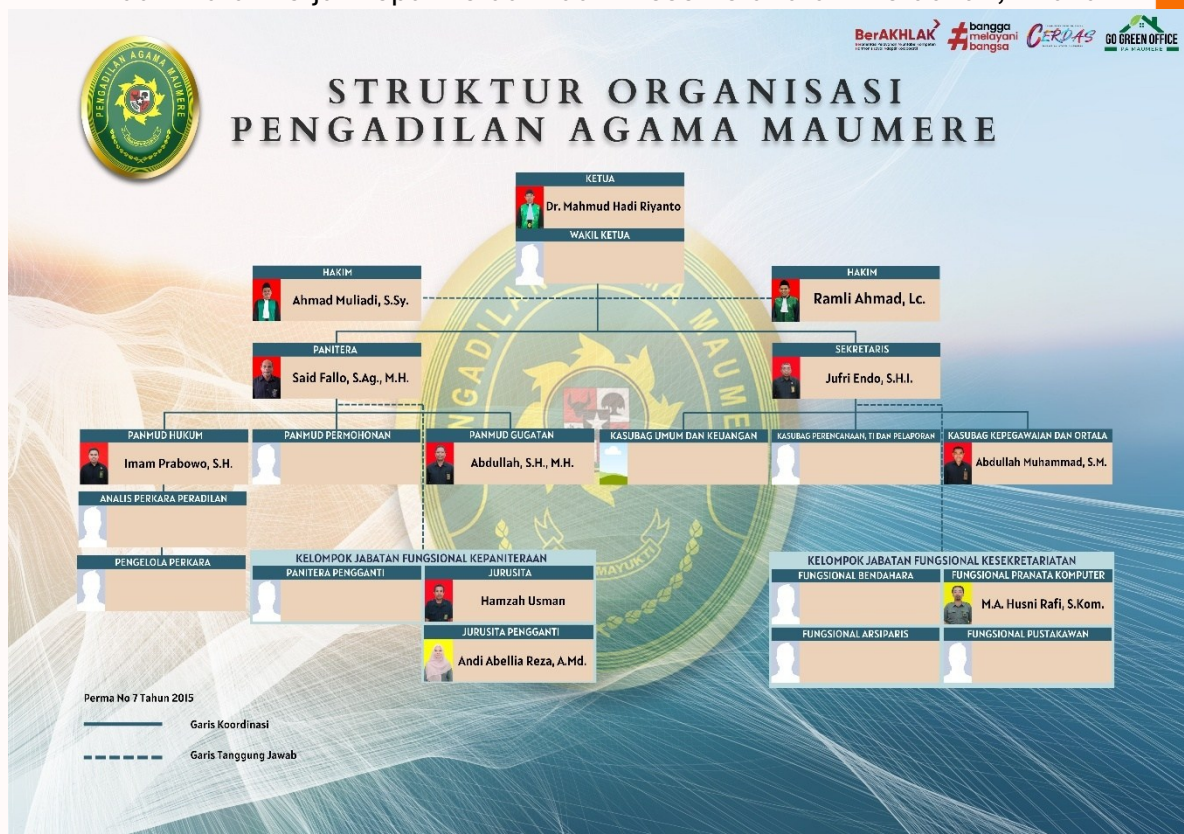 BerAKHLAK
#bangga
melayani
bangsa
CERDAS
GO GREEN OFFICE
PA MAUMERE
PENGADILAN AGAMA MAUMERE
STRUKTUR ORGANISASI
PENGADILAN AGAMA MAUMERE
KETUA
Dr. Mahmud Hadi Riyanto
WAKIL KETUA
HAKIM
Ahmad Muliadi, S.Sy.
HAKIM
Ramli Ahmad, Lc.
PANITERA
Said Fallo, S.Ag., M.H.
SEKRETARIS
Jufri Endo, S.H.I.
PANMUD HUKUM
Imam Prabowo, S.H.
PANMUD PERMOHONAN
PANMUD GUGATAN
Abdullah, S.H., M.H.
KASUBAG UMUM DAN KEUANGAN
KASUBAG PERENCANAAN, TI DAN PELAPORAN
KASUBAG KEPEGAWAIAN DAN ORTALA
Abdullah Muhammad, S.M.
ANALIS PERKARA PERADILAN
PENGELOLA PERKARA
KELOMPOK JABATAN FUNGSIONAL KEPANITERAAN
PANITERA PENGGANTI
JURUSITA
Hamzah Usman
JURUSITA PENGGANTI
Andi Abellia Reza, A.Md.
KELOMPOK JABATAN FUNGSIONAL KESEKRETARIATAN
FUNGSIONAL BENDAHARA
FUNGSIONAL PRANATA KOMPUTER
M.A. Husni Rafi, S.Kom.
FUNGSIONAL ARSIPARIS
FUNGSIONAL PUSTAKAWAN
Perma No 7 Tahun 2015
Garis Koordinasi
Garis Tanggung Jawab